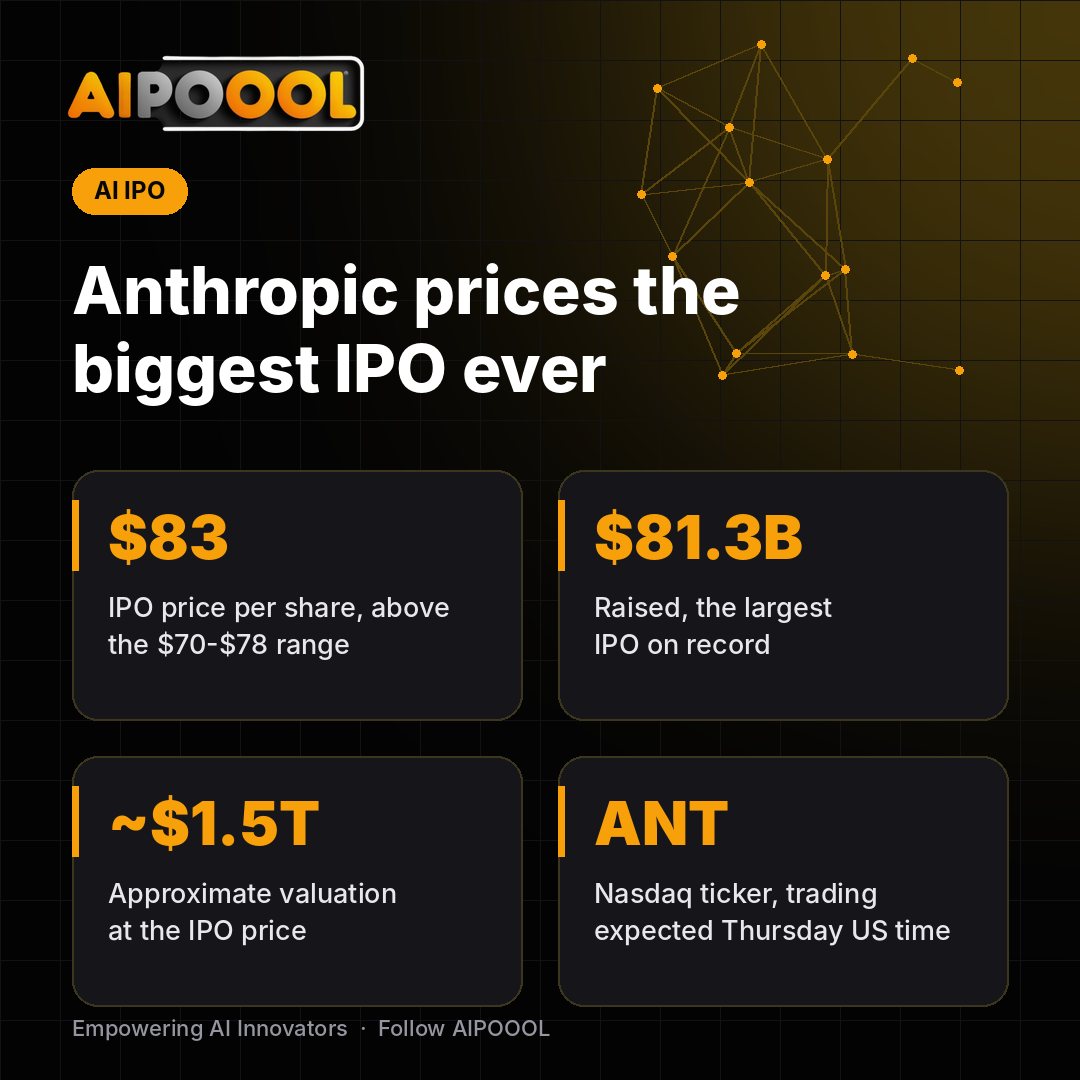 AIPOOOL
AI IPO
Anthropic prices the
biggest IPO ever
$83
IPO price per share, above
the $70-$78 range
$81.3B
Raised, the largest
IPO on record
~$1.5T
Approximate valuation
at the IPO price
ANT
Nasdaq ticker, trading
expected Thursday US time
Empowering AI Innovators · Follow AIPOOOL